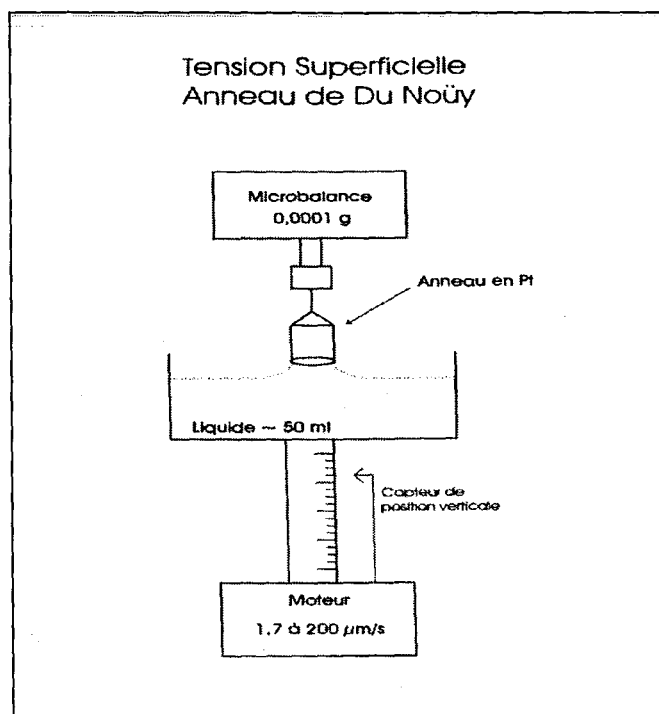 Tension Superficielle
Anneau de Du Noüy
Microbalance
0,0001 g
Anneau en Pt
Liquide ~ 50 ml
Capteur de
position verticale
Moteur
1,7 à 200 µm/s